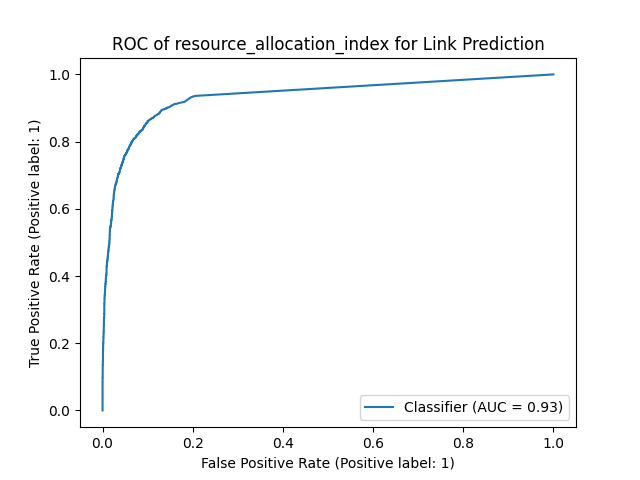 ROC of resource_allocation_index for Link Prediction
1.0
0.8
0.6
0.4
0.2
0.0
True Positive Rate (Positive label: 1)
Classifier (AUC = 0.93)
0.0 0.2 0.4 0.6 0.8 1.0
False Positive Rate (Positive label: 1)